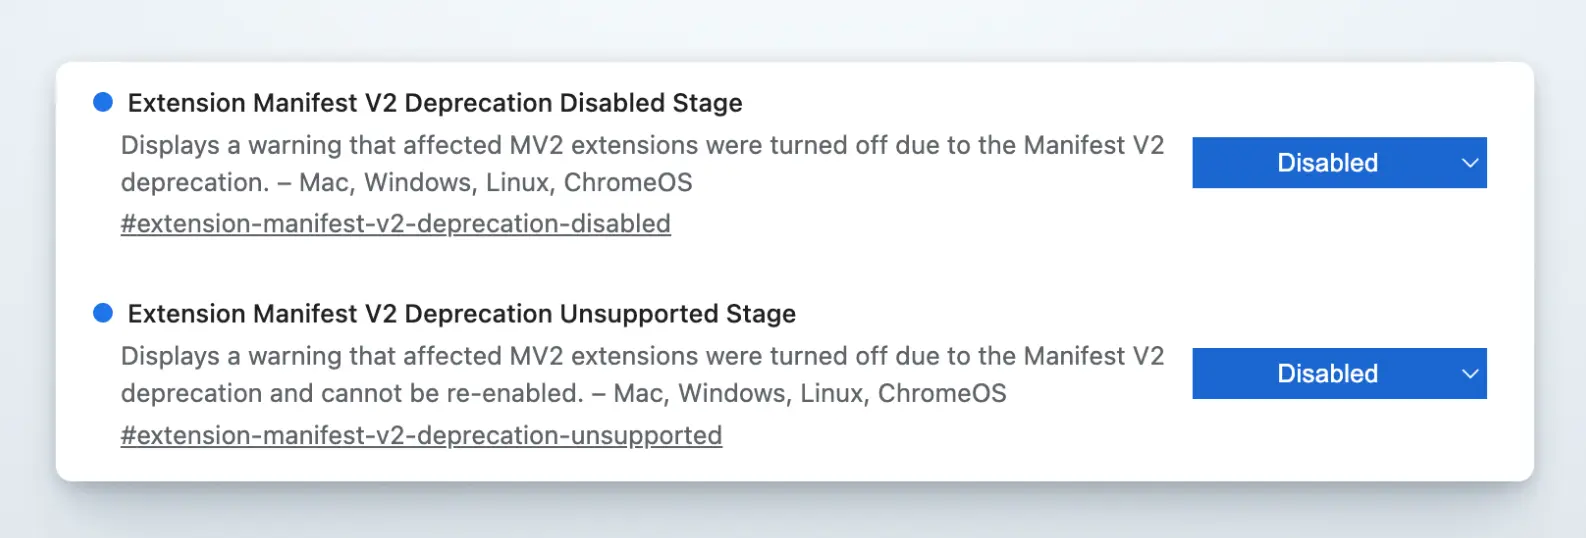 Extension Manifest V2 Deprecation Disabled Stage
Displays a warning that affected MV2 extensions were turned off due to the Manifest V2
deprecation. – Mac, Windows, Linux, ChromeOS
#extension-manifest-v2-deprecation-disabled
Disabled
Extension Manifest V2 Deprecation Unsupported Stage
Displays a warning that affected MV2 extensions were turned off due to the Manifest V2
deprecation and cannot be re-enabled. – Mac, Windows, Linux, ChromeOS
#extension-manifest-v2-deprecation-unsupported
Disabled